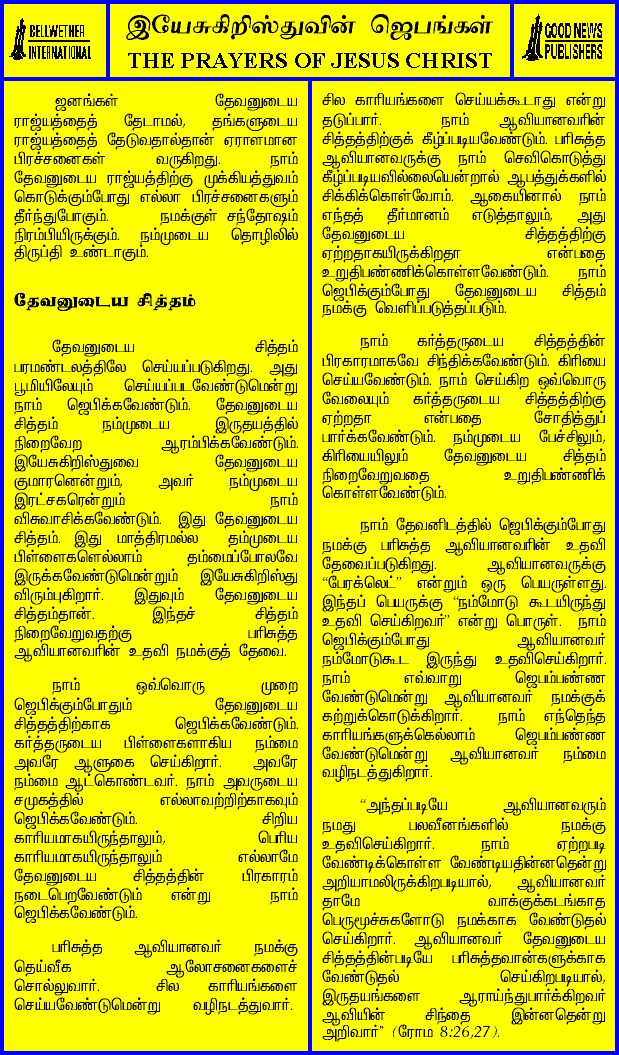 BELLWETHER
INTERNATIONAL
இயேசுகிறிஸ்துவின் ஜெபங்கள்
THE PRAYERS OF JESUS CHRIST
GOOD NEWS
PUBLISHERS
ஜனங்கள் தேவனுடைய
ராஜ்யத்தைத் தேடாமல், தங்களுடைய
ராஜ்யத்தைத் தேடுவதால்தான் ஏராளமான
பிரச்சனைகள் வருகிறது. நாம்
தேவனுடைய ராஜ்யத்திற்கு முக்கியத்துவம்
கொடுக்கும்போது எல்லா பிரச்சனைகளும்
தீர்ந்துபோகும். நமக்குள் சந்தோஷம்
நிரம்பியிருக்கும். நம்முடைய தொழிலில்
திருப்தி உண்டாகும்.
தேவனுடைய சித்தம்
தேவனுடைய சித்தம்
பரமண்டலத்திலே செய்யப்படுகிறது. அது
பூமியிலேயும் செய்யப்படவேண்டுமென்று
நாம் ஜெபிக்கவேண்டும். தேவனுடைய
சித்தம் நம்முடைய இருதயத்தில்
நிறைவேற ஆரம்பிக்கவேண்டும்.
இயேசுகிறிஸ்துவை தேவனுடைய
குமாரனென்றும், அவர் நம்முடைய
இரட்சகரென்றும் நாம்
விசுவாசிக்கவேண்டும். இது தேவனுடைய
சித்தம். இது மாத்திரமல்ல தம்முடைய
பிள்ளைகளெல்லாம் தம்மைப்போலவே
இருக்கவேண்டுமென்றும் இயேசுகிறிஸ்து
விரும்புகிறார். இதுவும் தேவனுடைய
சித்தம்தான். இந்தச் சித்தம்
நிறைவேறுவதற்கு பரிசுத்த
ஆவியானவரின் உதவி நமக்குத் தேவை.
நாம் ஒவ்வொரு முறை
ஜெபிக்கும்போதும் தேவனுடைய
சித்தத்திற்காக ஜெபிக்கவேண்டும்.
கர்த்தருடைய பிள்ளைகளாகிய நம்மை
அவரே ஆளுகை செய்கிறார். அவரே
நம்மை ஆட்கொண்டவர். நாம் அவருடைய
சமுகத்தில் எல்லாவற்றிற்காகவும்
ஜெபிக்கவேண்டும். சிறிய
காரியமாகயிருந்தாலும், பெரிய
காரியமாகயிருந்தாலும் எல்லாமே
தேவனுடைய சித்தத்தின் பிரகாரம்
நடைபெறவேண்டும் என்று நாம்
ஜெபிக்கவேண்டும்.
பரிசுத்த ஆவியானவர் நமக்கு
தெய்வீக ஆலோசனைகளைச்
சொல்லுவார். சில காரியங்களை
செய்யவேண்டுமென்று வழிநடத்துவார்.
சில காரியங்களை செய்யக்கூடாது என்று
தடுப்பார். நாம் ஆவியானவரின்
சித்தத்திற்குக் கீழ்ப்படியவேண்டும். பரிசுத்த
ஆவியானவருக்கு நாம் செவிகொடுத்து
கீழ்படியவில்லையென்றால் ஆபத்துக்களில்
சிக்கிக்கொள்வோம். ஆகையினால் நாம்
எந்தத் தீர்மானம் எடுத்தாலும், அது
தேவனுடைய சித்தத்திற்கு
ஏற்றதாகயிருக்கிறதா என்பதை
உறுதிபண்ணிக்கொள்ளவேண்டும். நாம்
ஜெபிக்கும்போது தேவனுடைய சித்தம்
நமக்கு வெளிப்படுத்தப்படும்.
நாம் கர்த்தருடைய சித்தத்தின்
பிரகாரமாகவே சிந்திக்கவேண்டும். கிரியை
செய்யவேண்டும். நாம் செய்கிற ஒவ்வொரு
வேலையும் கர்த்தருடைய சித்தத்திற்கு
ஏற்றதா என்பதை சோதித்துப்
பார்க்கவேண்டும். நம்முடைய பேச்சிலும்,
கிரியையிலும் தேவனுடைய சித்தம்
நிறைவேறுவதை உறுதிபண்ணிக்
கொள்ளவேண்டும்.
நாம் தேவனிடத்தில் ஜெபிக்கும்போது
நமக்கு பரிசுத்த ஆவியானவரின் உதவி
தேவைப்படுகிறது. ஆவியானவருக்கு
“பேரக்லெட்” என்றும் ஒரு பெயருள்ளது.
இந்தப் பெயருக்கு “நம்மோடு கூடயிருந்து
உதவி செய்கிறவர்” என்று பொருள். நாம்
ஜெபிக்கும்போது ஆவியானவர்
நம்மோடுகூட இருந்து உதவிசெய்கிறார்.
நாம் எவ்வாறு ஜெபம்பண்ண
வேண்டுமென்று ஆவியானவர் நமக்குக்
கற்றுக்கொடுக்கிறார். நாம் எந்தெந்த
காரியங்களுக்கெல்லாம் ஜெபம்பண்ண
வேண்டுமென்று ஆவியானவர் நம்மை
வழிநடத்துகிறார்.
“அந்தப்படியே ஆவியானவரும்
நமது பலவீனங்களில் நமக்கு
உதவிசெய்கிறார். நாம் ஏற்றபடி
வேண்டிக்கொள்ள வேண்டியதின்னதென்று
அறியாமலிருக்கிறபடியால், ஆவியானவர்
தாமே வாக்குக்கடங்காத
பெருமூச்சுகளோடு நமக்காக வேண்டுதல்
செய்கிறார். ஆவியானவர் தேவனுடைய
சித்தத்தின்படியே பரிசுத்தவான்களுக்காக
வேண்டுதல் செய்கிறபடியால்,
இருதயங்களை ஆராய்ந்துபார்க்கிறவர்
ஆவியின் சிந்தை இன்னதென்று
அறிவார்” (ரோம 8:26,27).